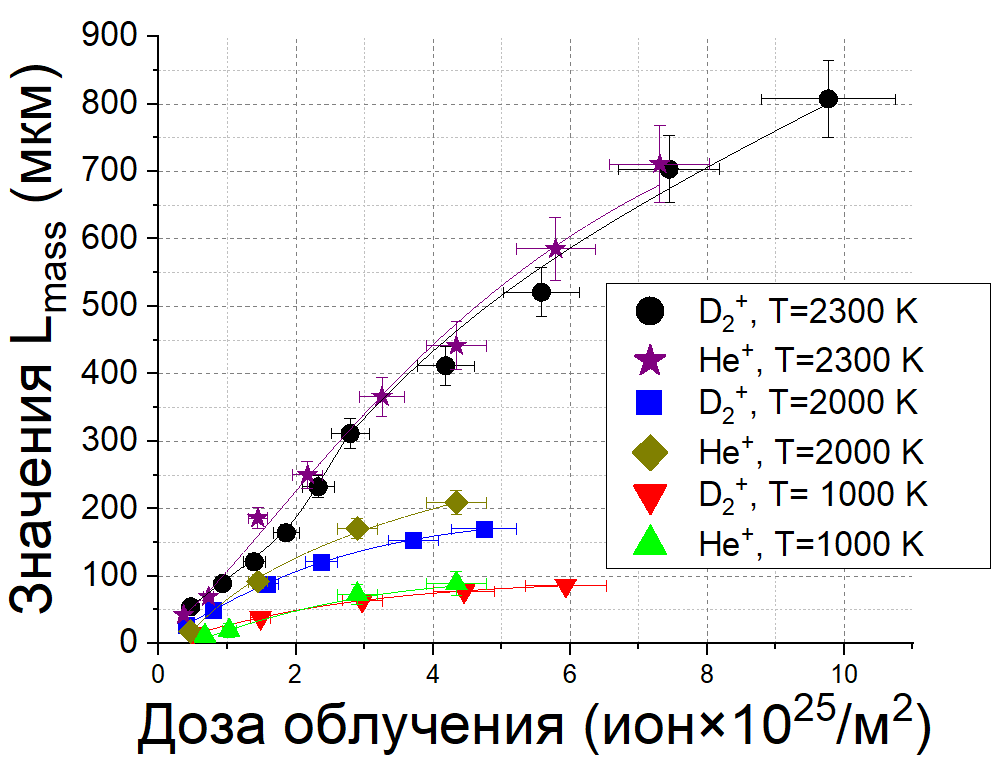 Значения L_mass (мкм)
900
800
700
600
500
400
300
200
100
0
0 2 4 6 8 10
D₂⁺, T=2300 K
He⁺, T=2300 K
D₂⁺, T=2000 K
He⁺, T=2000 K
D₂⁺, T= 1000 K
He⁺, T=1000 K
Доза облучения (ион×10²⁵/м²)